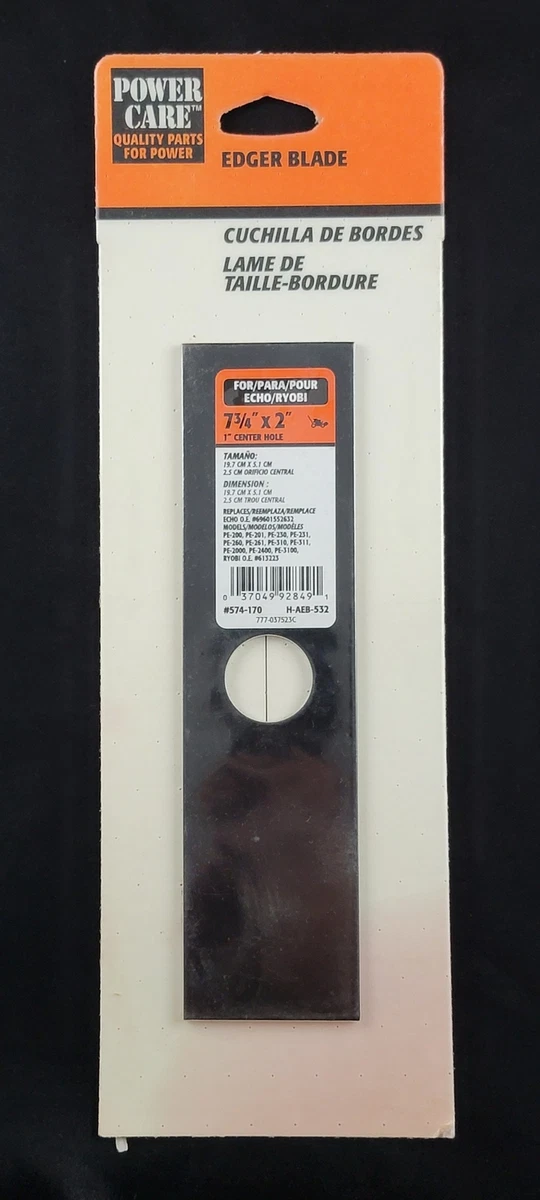 POWER
CARE™
QUALITY PARTS
FOR POWER
EDGER BLADE
CUCHILLA DE BORDES
LAME DE
TAILLE-BORDURE
FOR/PARA/POUR
ECHO/RYOBI
7 3/4" X 2"
1" CENTER HOLE
TAMAÑO:
19.7 CM X 5.1 CM
2.5 CM ORIFICIO CENTRAL
DIMENSION :
19.7 CM X 5.1 CM
2.5 CM TROU CENTRAL
REPLACES/REEMPLAZA/REMPLACE
ECHO O.E. #69601552632
MODELS/MODELOS/MODÈLES
PE-200, PE-201, PE-230, PE-231,
PE-260, PE-261, PE-310, PE-311,
PE-2000, PE-2400, PE-3100,
RYOBI O.E. #613223
0 37049 92849 1
#574-170 H-AEB-532
777-037523C